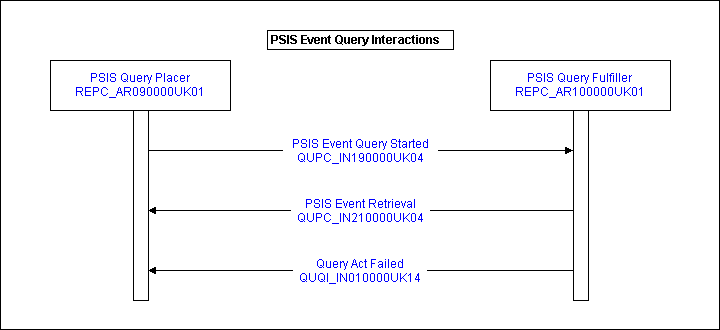 PSIS Event Query Interactions
PSIS Query Placer
REPC_AR090000UK01
PSIS Query Fulfiller
REPC_AR100000UK01
PSIS Event Query Started
QUPC_IN190000UK04
PSIS Event Retrieval
QUPC_IN210000UK04
Query Act Failed
QUQI_IN010000UK14